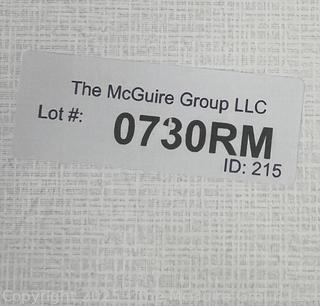 The McGuire Group LLC
Lot #: 0730RM
ID: 215